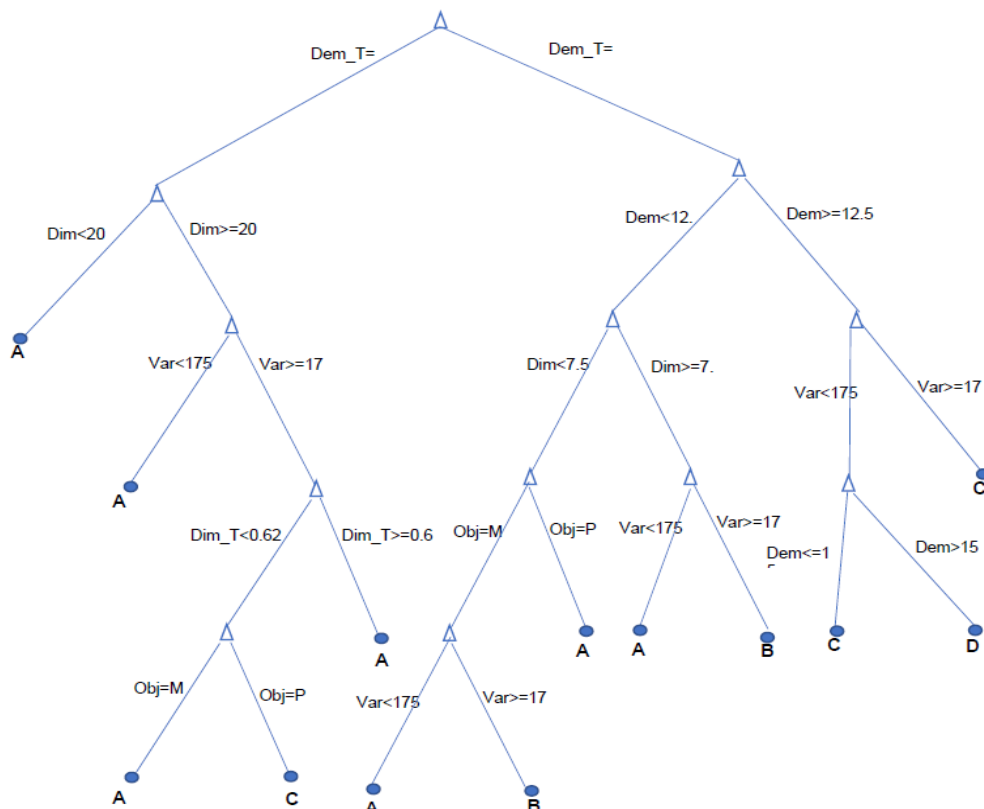 Dem_T=
Dem_T=
Dim<20
Dim>=20
Dem<12.
Dem>=12.5
A
Var<175
Var>=17
Dim<7.5
Dim>=7.
Var<175
Var>=17
A
C
Dim_T<0.62
Dim_T>=0.6
Obj=M
Obj=P
Var<175
Var>=17
Dem<=1
Dem>15
A
A
A
B
C
D
Obj=M
Obj=P
Var<175
Var>=17
A
C
A
B